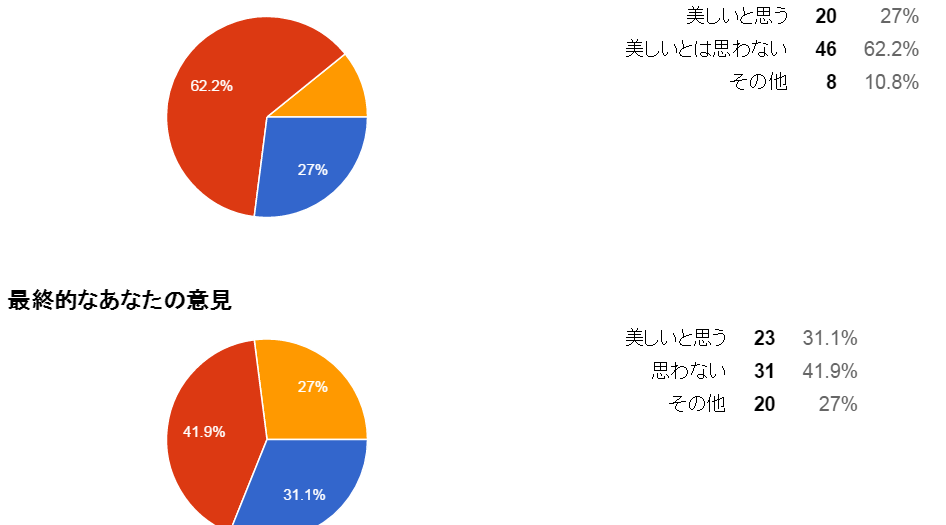 美しいと思う 20 27%
美しいとは思わない 46 62.2%
その他 8 10.8%
62.2%
27%
最終的なあなたの意見
美しいと思う 23 31.1%
思わない 31 41.9%
その他 20 27%
27%
41.9%
31.1%